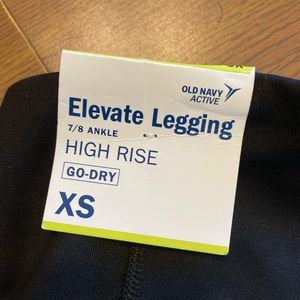 OLD NAVY
ACTIVE
Elevate Legging
7/8 ANKLE
HIGH RISE
GO-DRY
XS